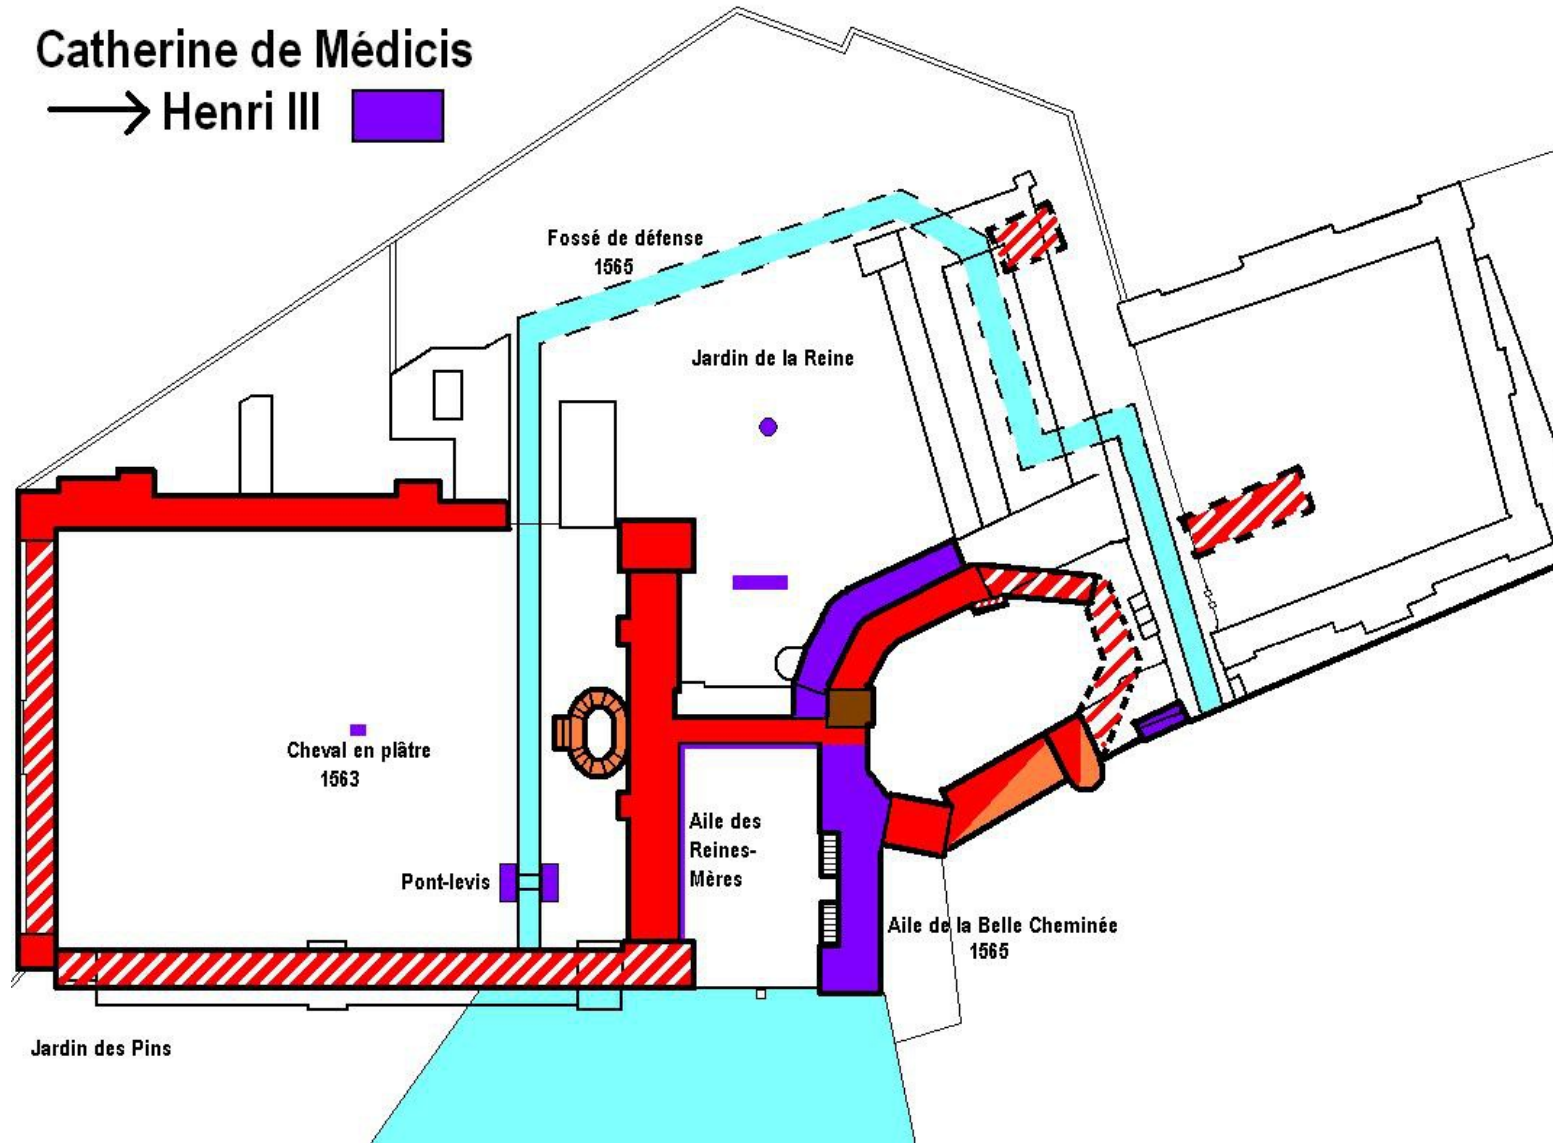 Catherine de Médicis
Henri III
Fossé de défense
1565
Jardin de la Reine
Cheval en plâtre
1563
Aile des
Reines-
Mères
Pont-levis
Aile de la Belle Cheminée
1565
Jardin des Pins